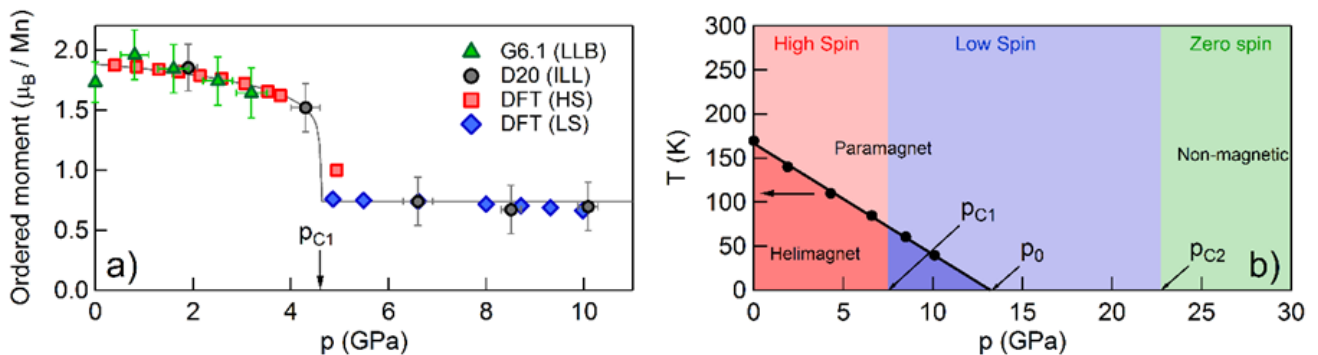 Ordered moment (μB / Mn)
2.0
1.5
1.0
0.5
0.0
G6.1 (LLB)
D20 (ILL)
DFT (HS)
DFT (LS)
pC1
a)
0
2
4
6
8
10
p (GPa)
T (K)
300
250
200
150
100
50
0
High Spin
Low Spin
Zero spin
Paramagnet
Non-magnetic
Helimagnet
pC1
p0
pC2
b)
0
5
10
15
20
25
30
p (GPa)